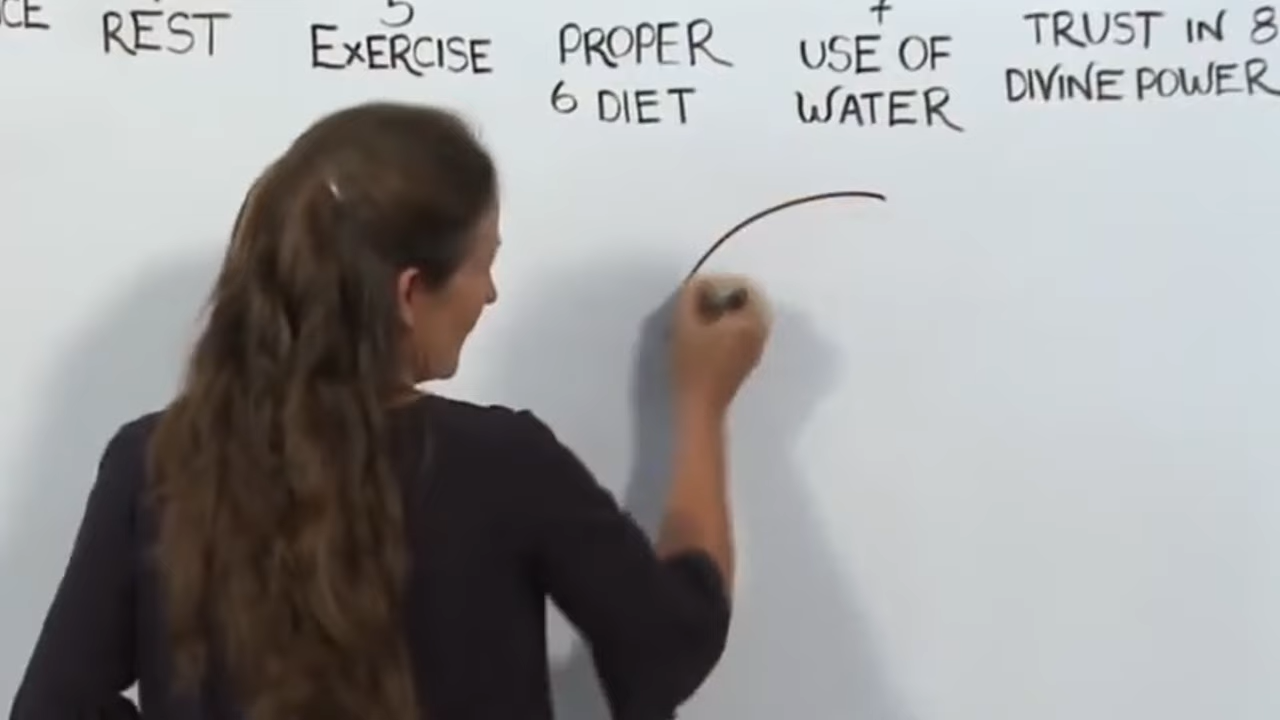 CE
REST
5
EXERCISE
PROPER
6 DIET
7
USE OF
WATER
TRUST IN 8
DIVINE POWER